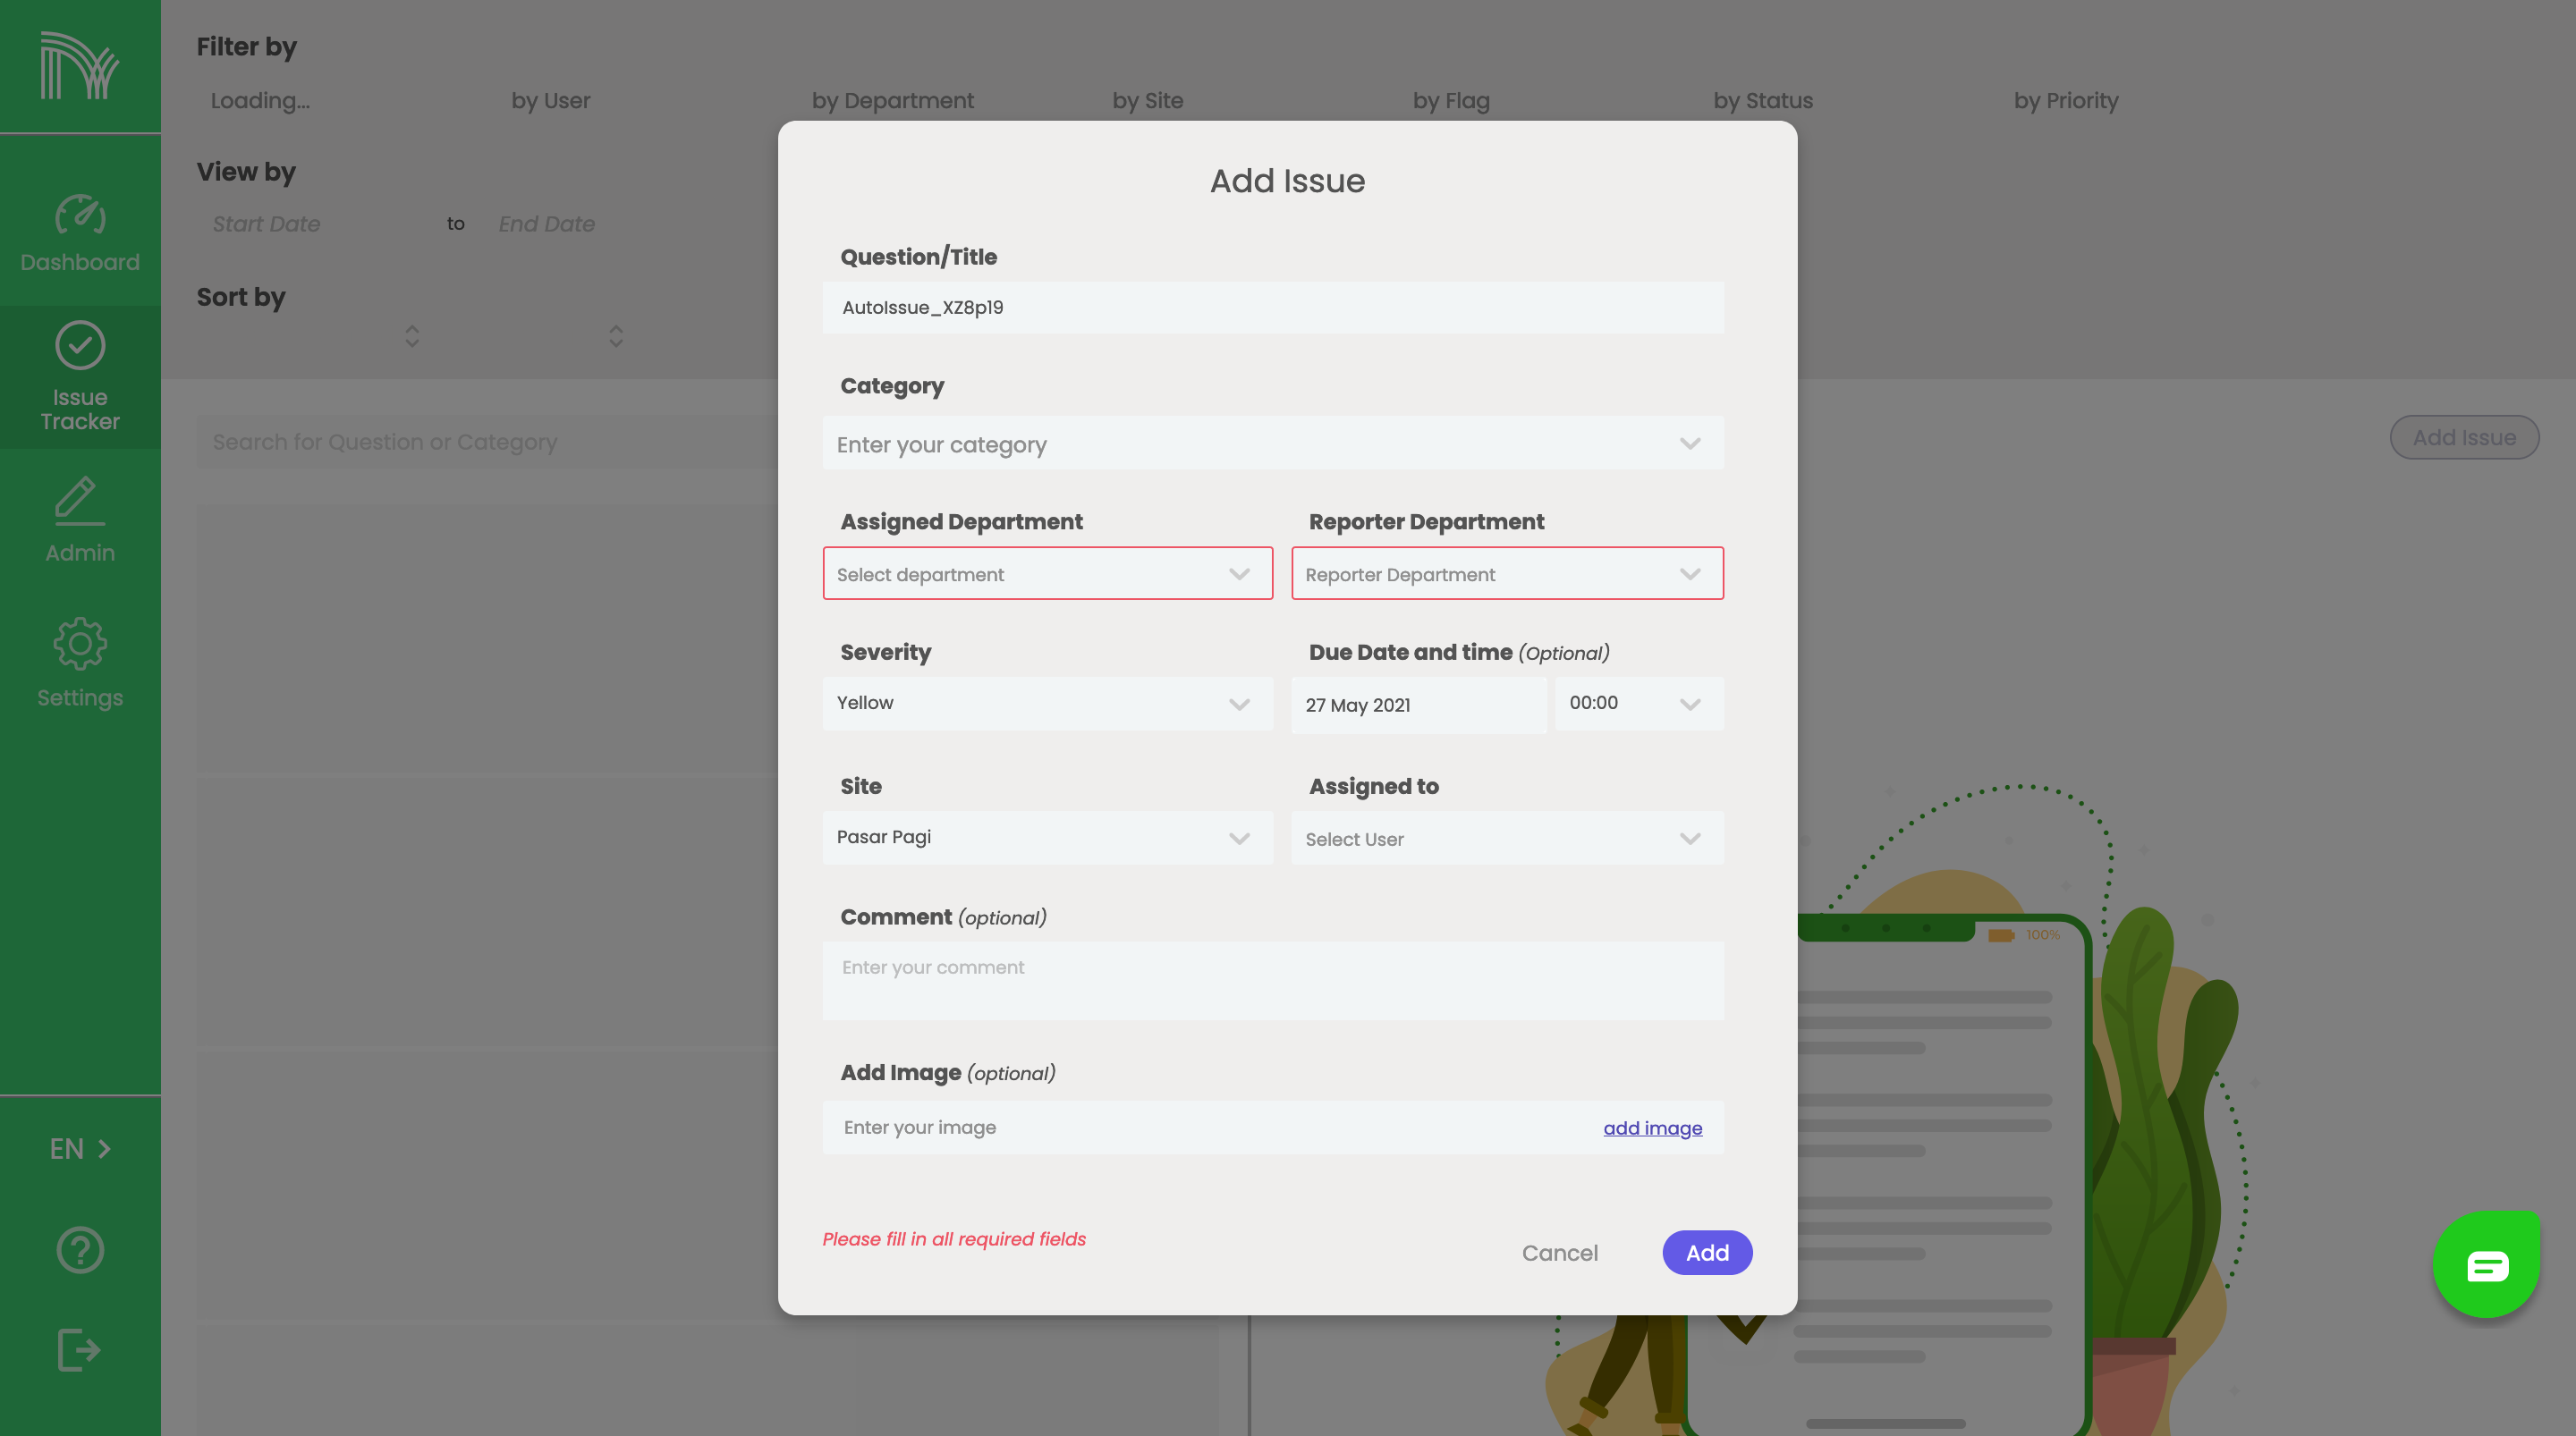 Filter by
Loading...
by User
by Department
by Site
by Flag
by Status
by Priority
View by
Start Date
to
End Date
Sort by
Dashboard
Issue
Tracker
Admin
Settings
EN
Search for Question or Category
Add Issue
Add Issue
Question/Title
AutoIssue_XZ8p19
Category
Enter your category
Assigned Department
Reporter Department
Select department
Reporter Department
Severity
Due Date and time (Optional)
Yellow
27 May 2021
00:00
Site
Assigned to
Pasar Pagi
Select User
Comment (optional)
Enter your comment
Add Image (optional)
Enter your image
add image
Please fill in all required fields
Cancel
Add
100%